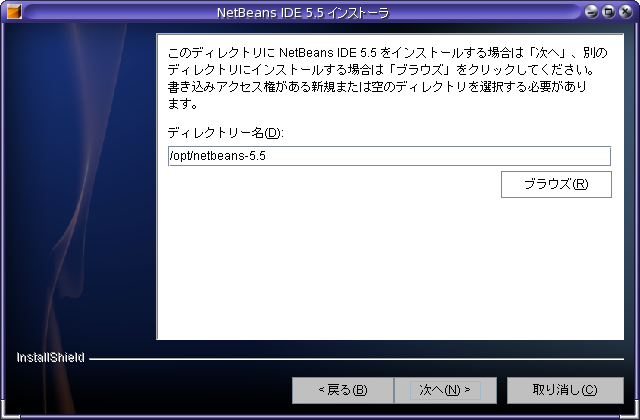 NetBeans IDE 5.5 インストーラ
このディレクトリに NetBeans IDE 5.5 をインストールする場合は「次へ」、別の
ディレクトリにインストールする場合は「ブラウズ」をクリックしてください。
書き込みアクセス権がある新規または空のディレクトリを選択する必要があり
ます。
ディレクトリー名(D):
/opt/netbeans-5.5
ブラウズ(R)
InstallShield
< 戻る(B)
次へ(N) >
取り消し(C)